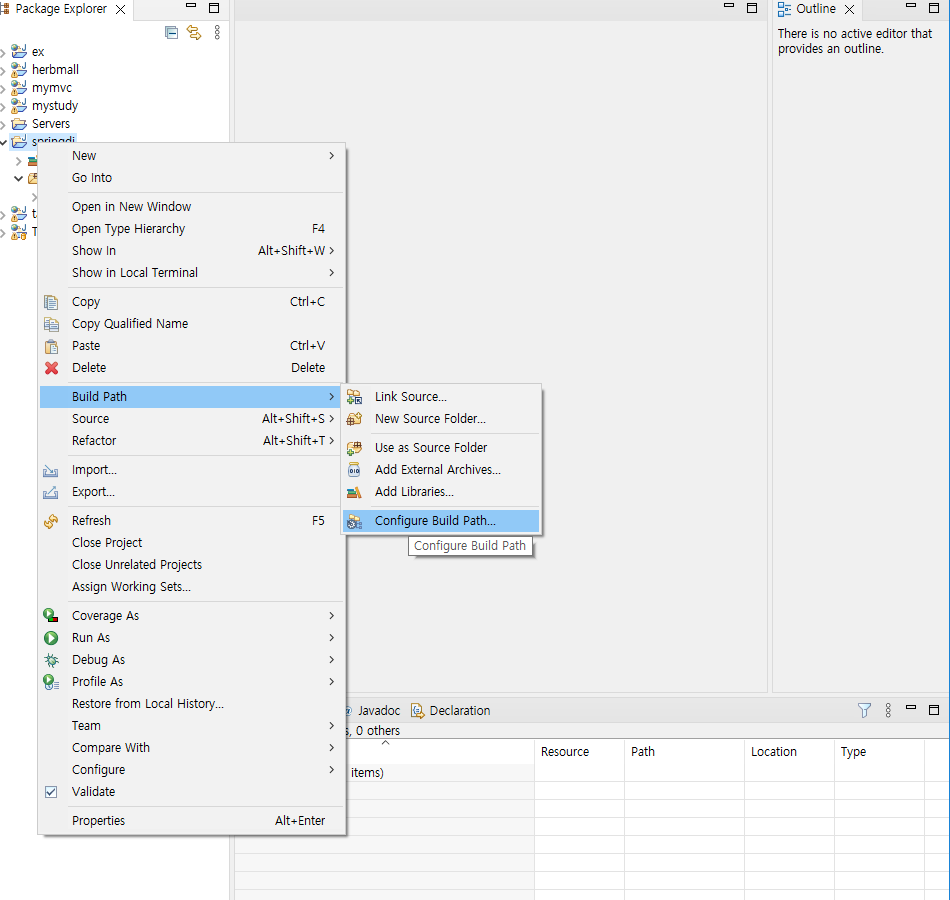 Package Explorer
ex
herbmall
mymvc
mystudy
Servers
springdi
New
Go Into
Open in New Window
Open Type Hierarchy F4
Show In Alt+Shift+W
Show in Local Terminal
Copy Ctrl+C
Copy Qualified Name
Paste Ctrl+V
Delete Delete
Build Path
Source Alt+Shift+S
Refactor Alt+Shift+T
Import...
Export...
Refresh F5
Close Project
Close Unrelated Projects
Assign Working Sets...
Coverage As
Run As
Debug As
Profile As
Restore from Local History...
Team
Compare With
Configure
Validate
Properties Alt+Enter
Link Source...
New Source Folder...
Use as Source Folder
Add External Archives...
Add Libraries...
Configure Build Path...
Configure Build Path
Outline
There is no active editor that
provides an outline.
Javadoc Declaration
s, 0 others
Resource Path Location Type
items)